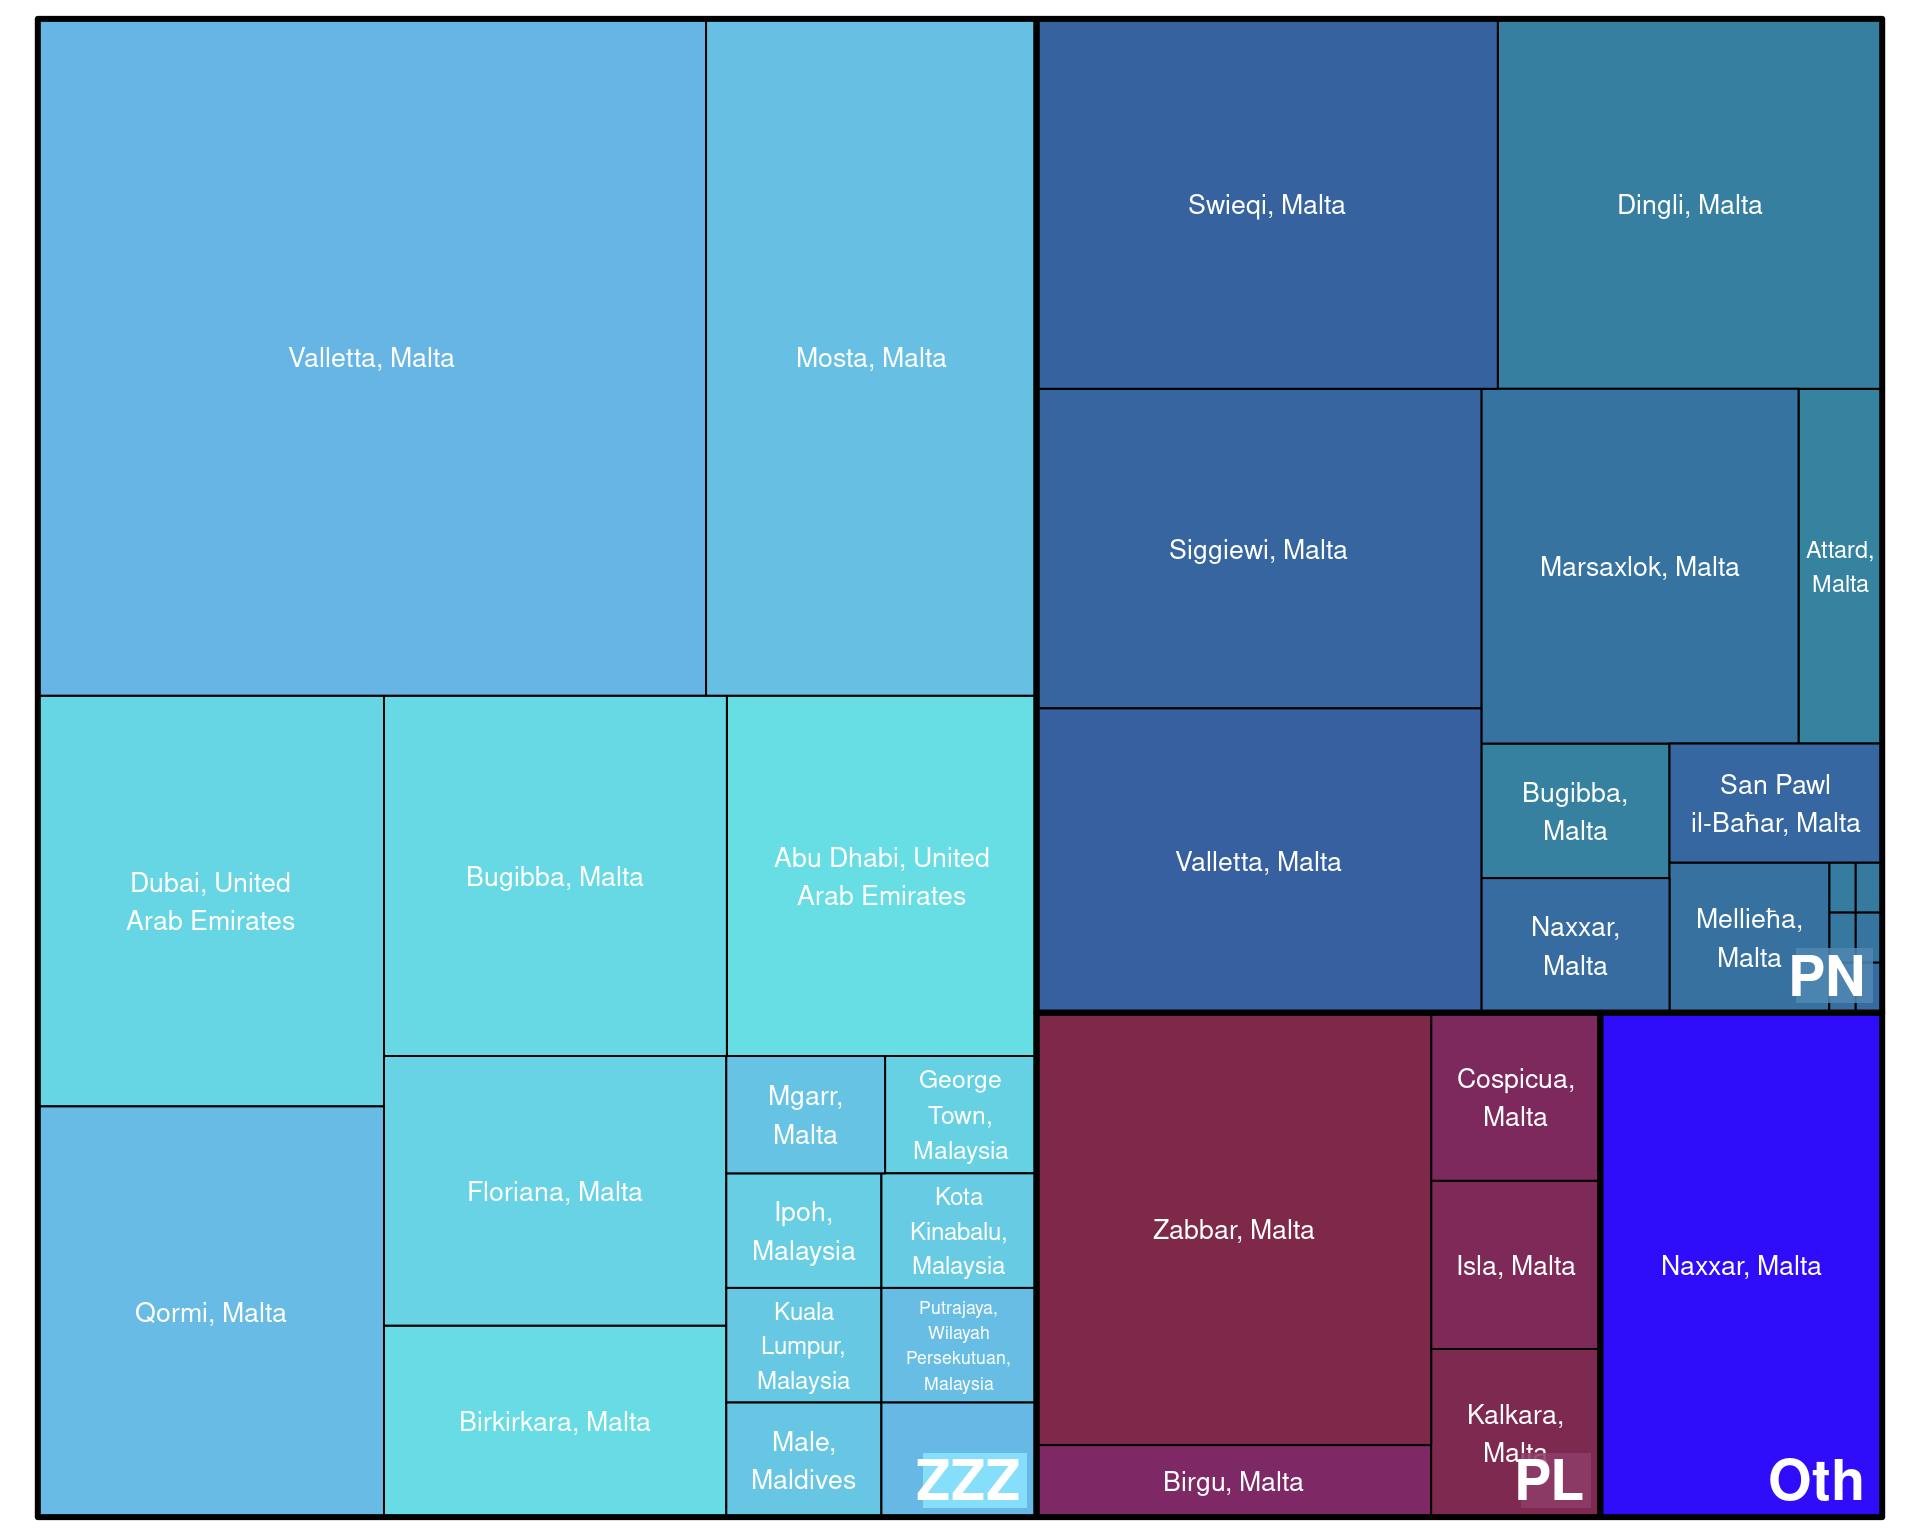 Valletta, Malta
Mosta, Malta
Dubai, United
Arab Emirates
Bugibba, Malta
Abu Dhabi, United
Arab Emirates
Qormi, Malta
Floriana, Malta
Birkirkara, Malta
Mgarr,
Malta
George
Town,
Malaysia
Ipoh,
Malaysia
Kota
Kinabalu,
Malaysia
Kuala
Lumpur,
Malaysia
Putrajaya,
Wilayah
Persekutuan,
Malaysia
Male,
Maldives
ZZZ
Swieqi, Malta
Dingli, Malta
Siggiewi, Malta
Marsaxlok, Malta
Attard,
Malta
Valletta, Malta
Bugibba,
Malta
San Pawl
il-Baħar, Malta
Naxxar,
Malta
Mellieħa,
Malta
PN
Zabbar, Malta
Cospicua,
Malta
Isla, Malta
Kalkara,
Malta
Birgu, Malta
PL
Naxxar, Malta
Oth